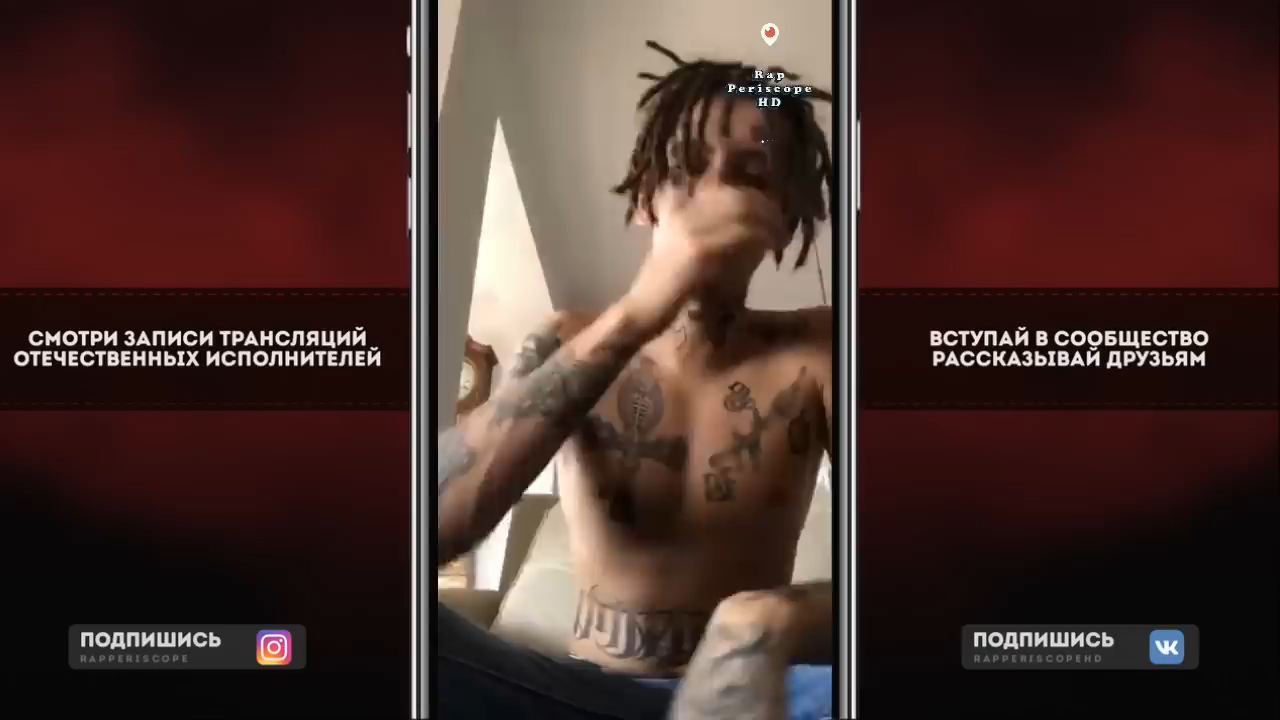 Rap
Periscope
HD
СМОТРИ ЗАПИСИ ТРАНСЛЯЦИЙ
ОТЕЧЕСТВЕННЫХ ИСПОЛНИТЕЛЕЙ
ВСТУПАЙ В СООБЩЕСТВО
РАССКАЗЫВАЙ ДРУЗЬЯМ
ПОДПИШИСЬ
RAPPERISCOPE
ПОДПИШИСЬ
RAPPERISCOPEHD